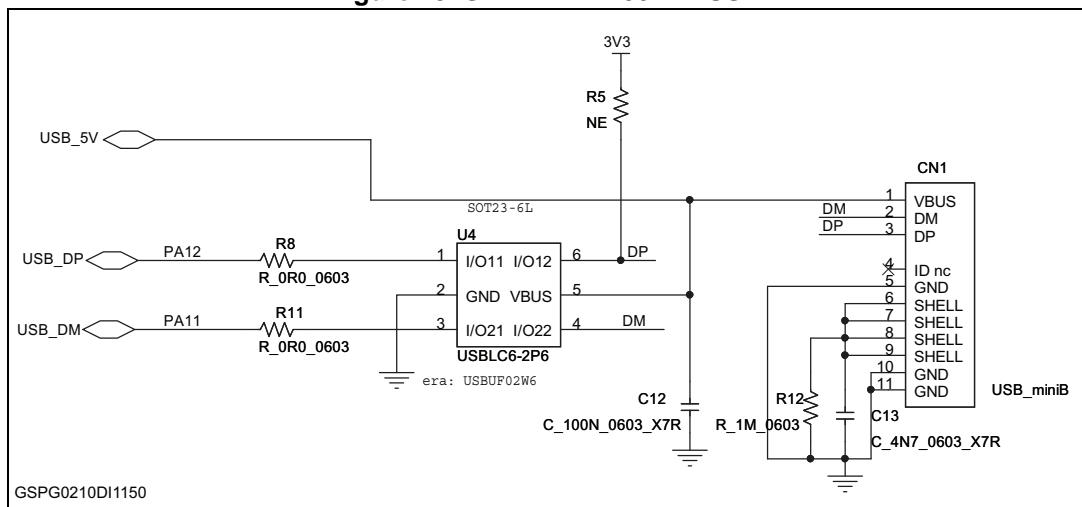 3V3
R5
NE
USB_5V
CN1
SOT23-6L
1 VBUS
DM 2 DM
DP 3 DP
U4
USB_DP PA12 R8 1 I/O11 I/O12 6 DP
R_0R0_0603
4 ID nc
2 GND VBUS 5
5 GND
6 SHELL
USB_DM PA11 R11 3 I/O21 I/O22 4 DM
R_0R0_0603
7 SHELL
8 SHELL
9 SHELL
USBLC6-2P6
era: USBUF02W6
10 GND
11 GND
USB_miniB
C12
C_100N_0603_X7R
R12
R_1M_0603
C13
C_4N7_0603_X7R
GSPG0210DI1150